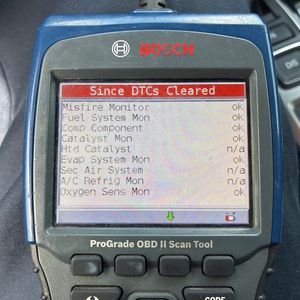 BOSCH
Since DTCs Cleared
Misfire Monitor ok
Fuel System Mon ok
Comp Component ok
Catalyst Mon ok
Htd Catalyst n/a
Evap System Mon ok
Sec Air System n/a
A/C Refrig Mon n/a
Oxygen Sens Mon ok
ProGrade OBD II Scan Tool
CODE